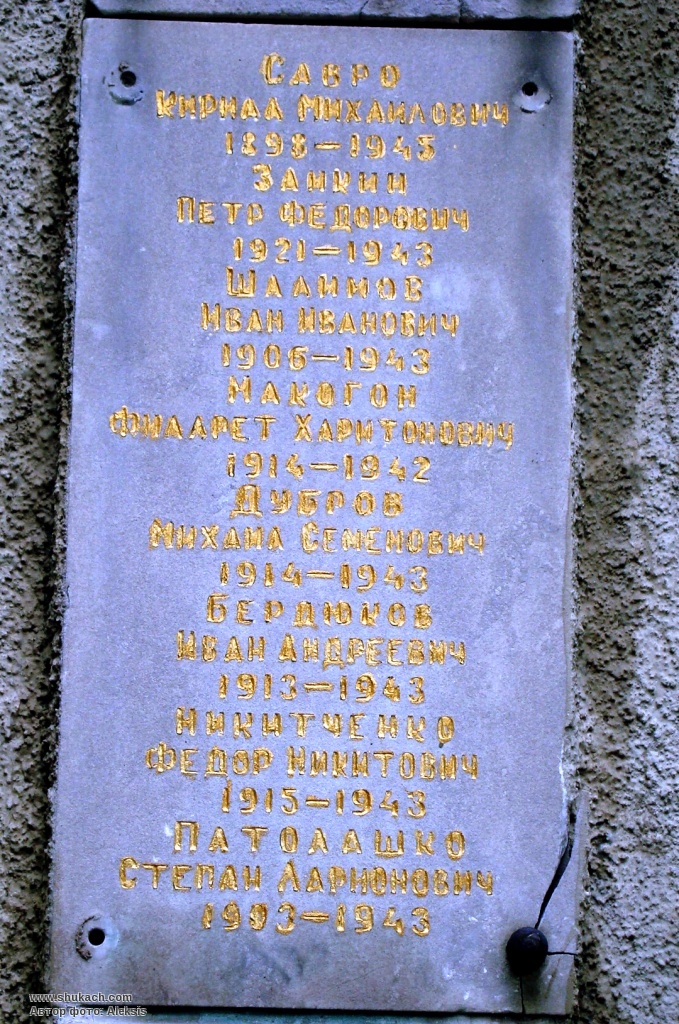 Савро
Кирилл Михаилович
1898–1945
Заикин
Петр Федорович
1921–1943
Шалимов
Иван Иванович
1906–1943
Макогон
Филарет Харитонович
1914–1942
Дубров
Михаил Семенович
1914–1943
Бердюков
Иван Андреевич
1913–1943
Никитченко
Федор Никитович
1915–1943
Патолашко
Степан Ларионович
1903–1943
www.shukach.com
Автор фото: Aleksis